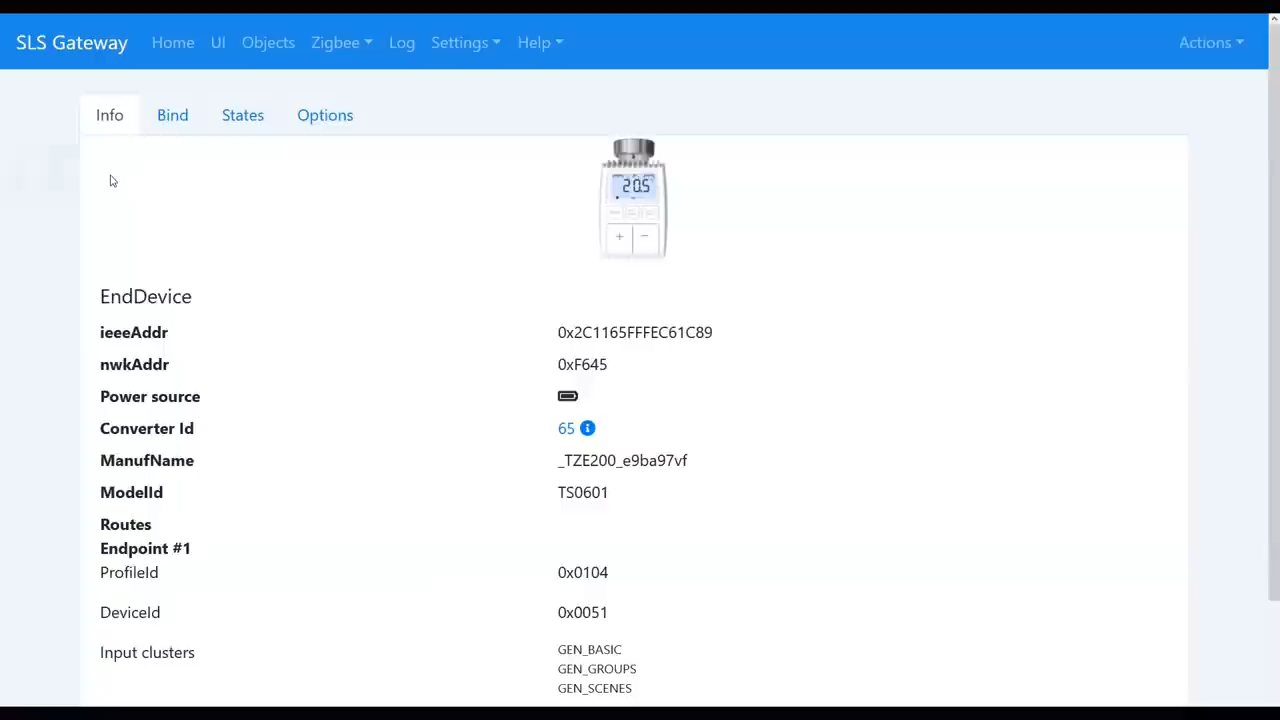 SLS Gateway Home UI Objects Zigbee Log Settings Help Actions
Info Bind States Options
20.5
+ −
EndDevice
ieeeAddr 0x2C1165FFFEC61C89
nwkAddr 0xF645
Power source
Converter Id 65
ManufName _TZE200_e9ba97vf
ModelId TS0601
Routes
Endpoint #1
ProfileId 0x0104
DeviceId 0x0051
Input clusters GEN_BASIC
GEN_GROUPS
GEN_SCENES